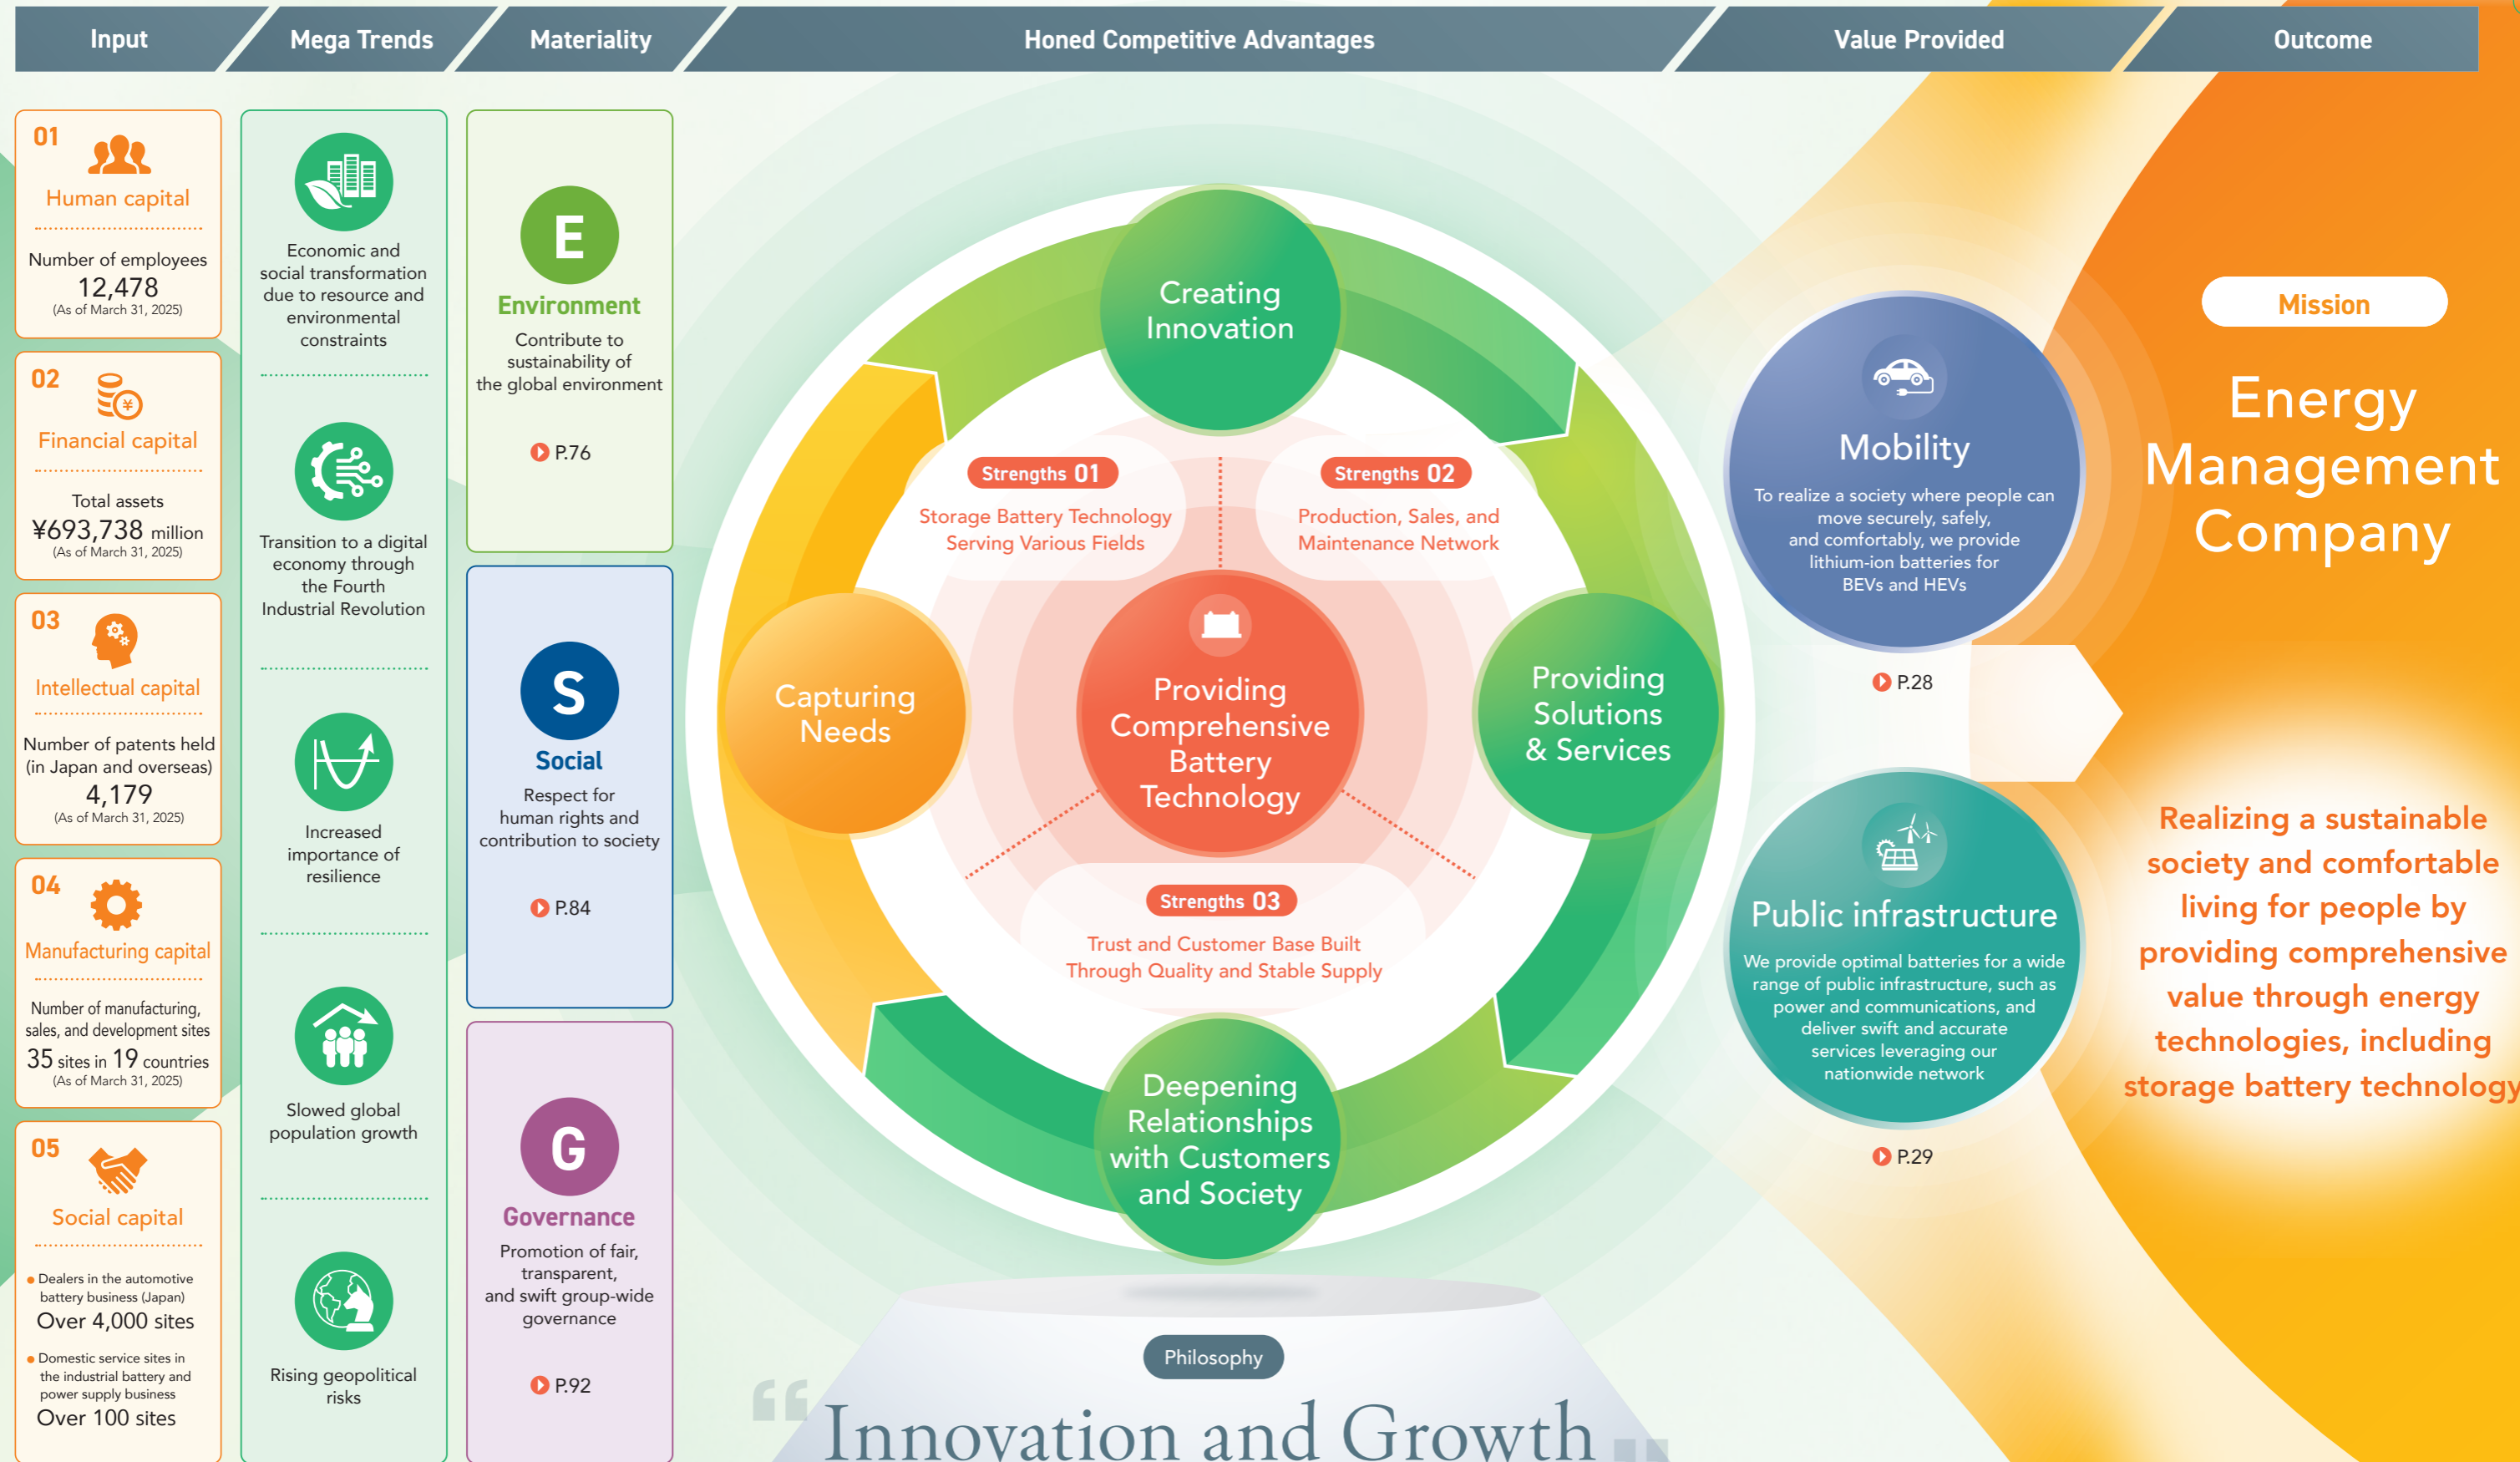 Input
Mega Trends
Materiality
Honed Competitive Advantages
Value Provided
Outcome
01
Human capital
Number of employees
12,478
(As of March 31, 2025)
02
¥
Financial capital
Total assets
¥693,738 million
(As of March 31, 2025)
03
Intellectual capital
Number of patents held
(in Japan and overseas)
4,179
(As of March 31, 2025)
04
Manufacturing capital
Number of manufacturing,
sales, and development sites
35 sites in 19 countries
(As of March 31, 2025)
05
Social capital
● Dealers in the automotive
battery business (Japan)
Over 4,000 sites
● Domestic service sites in
the industrial battery and
power supply business
Over 100 sites
Economic and
social transformation
due to resource and
environmental
constraints
Transition to a digital
economy through
the Fourth
Industrial Revolution
Increased
importance of
resilience
Slowed global
population growth
Rising geopolitical
risks
E
Environment
Contribute to
sustainability of
the global environment
P.76
S
Social
Respect for
human rights and
contribution to society
P.84
G
Governance
Promotion of fair,
transparent,
and swift group-wide
governance
P.92
Creating
Innovation
Strengths 01
Storage Battery Technology
Serving Various Fields
Strengths 02
Production, Sales, and
Maintenance Network
Capturing
Needs
Providing
Comprehensive
Battery
Technology
Providing
Solutions
& Services
Strengths 03
Trust and Customer Base Built
Through Quality and Stable Supply
Deepening
Relationships
with Customers
and Society
Philosophy
“Innovation and Growth”
Mobility
To realize a society where people can
move securely, safely,
and comfortably, we provide
lithium-ion batteries for
BEVs and HEVs
P.28
Public infrastructure
We provide optimal batteries for a wide
range of public infrastructure, such as
power and communications, and
deliver swift and accurate
services leveraging our
nationwide network
P.29
Mission
Energy
Management
Company
Realizing a sustainable
society and comfortable
living for people by
providing comprehensive
value through energy
technologies, including
storage battery technology